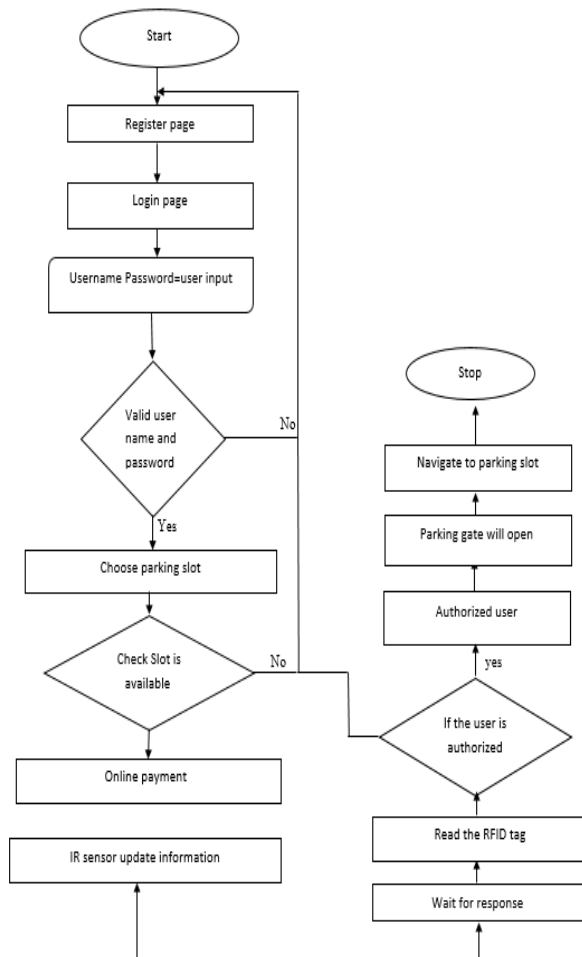 Start
Register page
Login page
Username Password=user input
Valid user
name and
password
No
Yes
Choose parking slot
Check Slot is
available
No
Online payment
IR sensor update information
Stop
Navigate to parking slot
Parking gate will open
Authorized user
yes
If the user is
authorized
Read the RFID tag
Wait for response